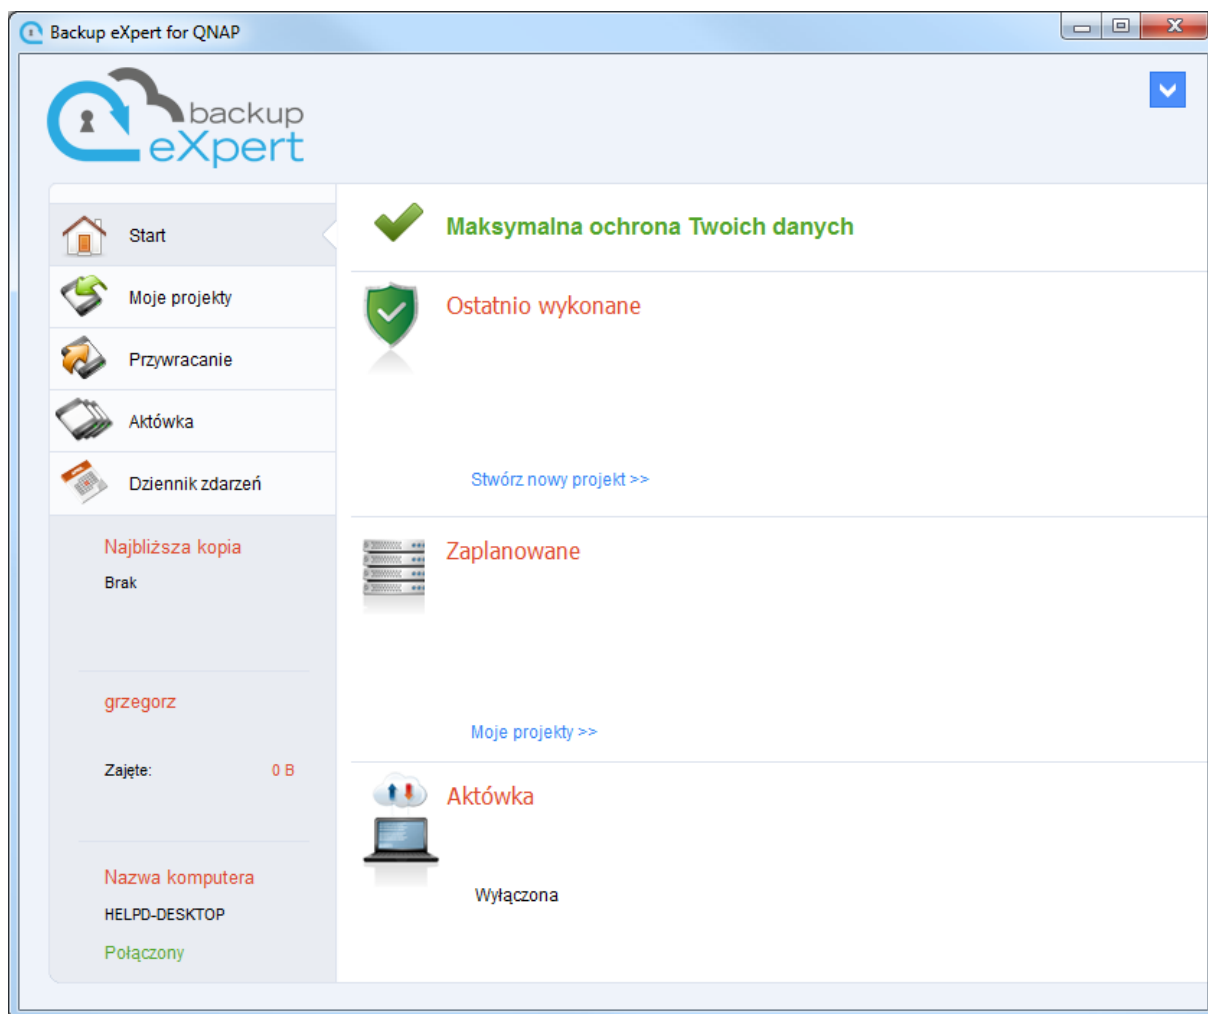 Backup eXpert for QNAP
backup
eXpert
Start
Moje projekty
Przywracanie
Aktówka
Dziennik zdarzeń
Najbliższa kopia
Brak
grzegorz
Zajęte: 0 B
Nazwa komputera
HELPD-DESKTOP
Połączony
Maksymalna ochrona Twoich danych
Ostatnio wykonane
Stwórz nowy projekt >>
Zaplanowane
Moje projekty >>
Aktówka
Wyłączona